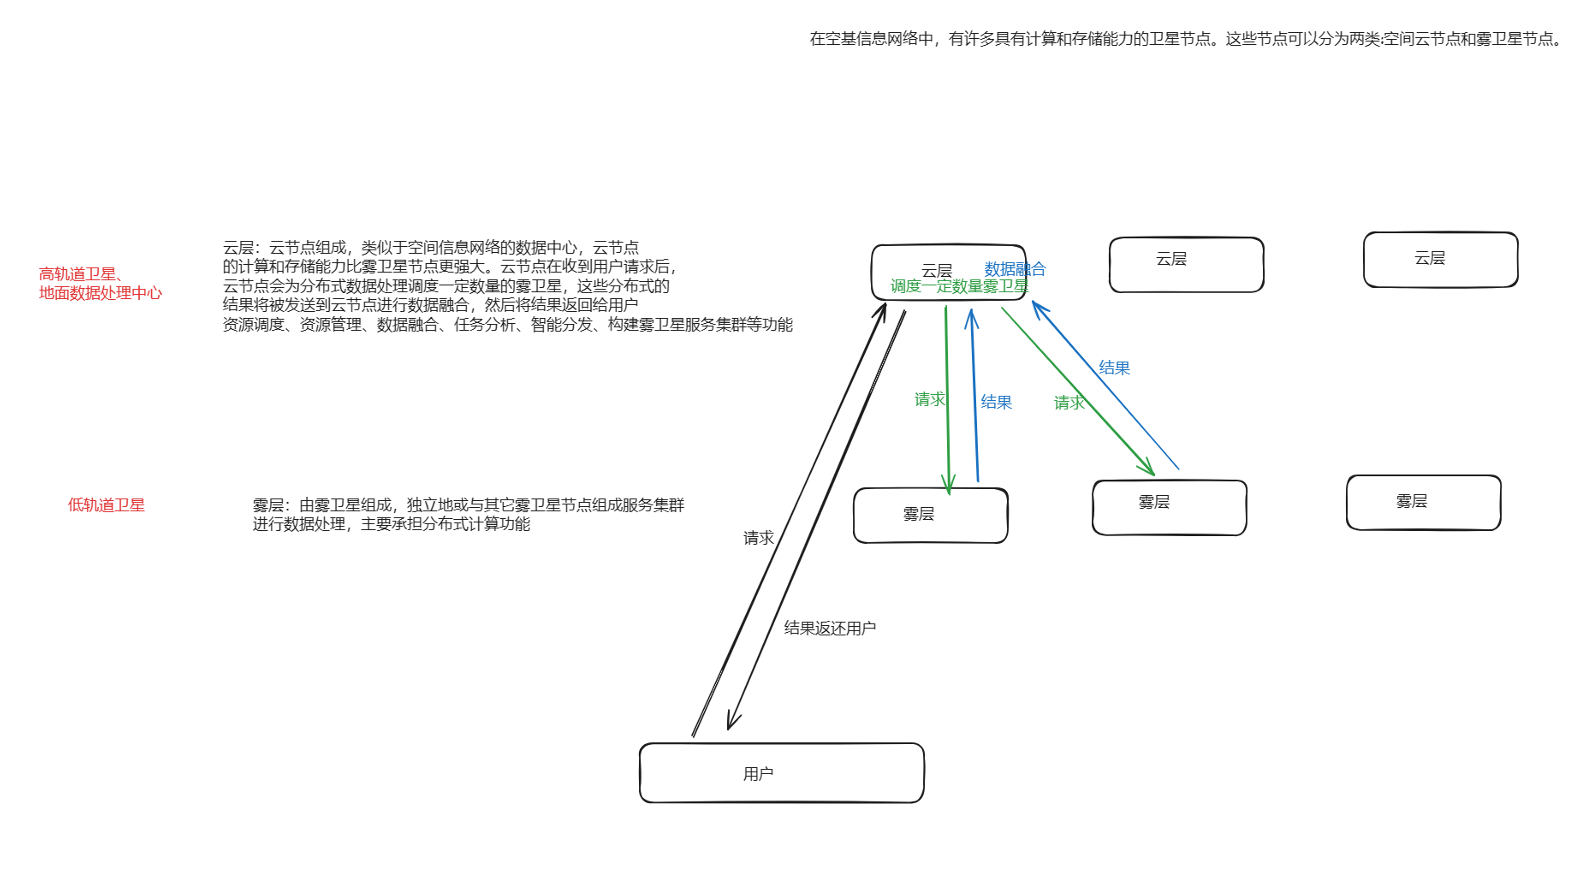 在空基信息网络中，有许多具有计算和存储能力的卫星节点。这些节点可以分为两类:空间云节点和雾卫星节点。
高轨道卫星、
地面数据处理中心
云层：云节点组成，类似于空间信息网络的数据中心，云节点
的计算和存储能力比雾卫星节点更强大。云节点在收到用户请求后，
云节点会为分布式数据处理调度一定数量的雾卫星，这些分布式的
结果将被发送到云节点进行数据融合，然后将结果返回给用户
资源调度、资源管理、数据融合、任务分析、智能分发、构建雾卫星服务集群等功能
云层
数据融合
调度一定数量雾卫星
云层
云层
请求
结果
请求
结果
低轨道卫星
雾层：由雾卫星组成，独立地或与其它雾卫星节点组成服务集群
进行数据处理，主要承担分布式计算功能
雾层
雾层
雾层
请求
结果返还用户
用户